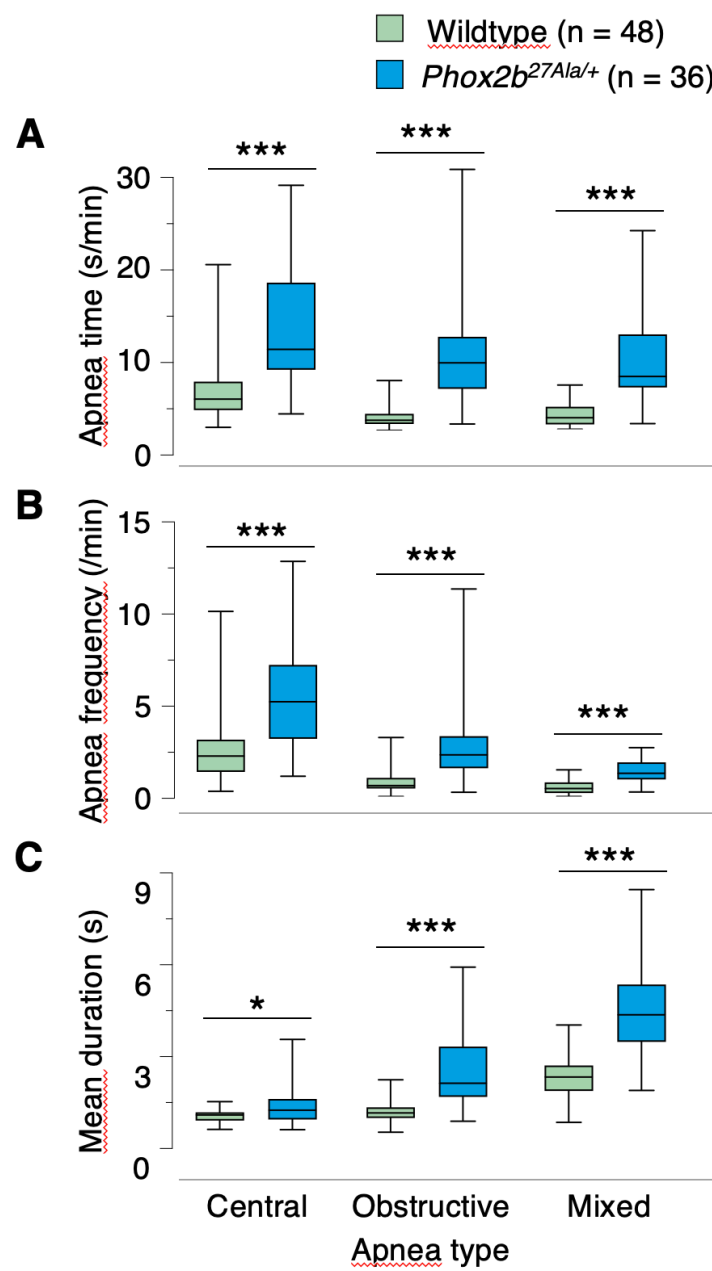 Wildtype (n = 48)
Phox2b27Ala/+ (n = 36)
A
***
***
***
30
20
10
0
Apnea time (s/min)
B
***
***
***
15
10
5
0
Apnea frequency (/min)
C
*
***
***
9
6
3
0
Mean duration (s)
Central Obstructive Mixed
Apnea type